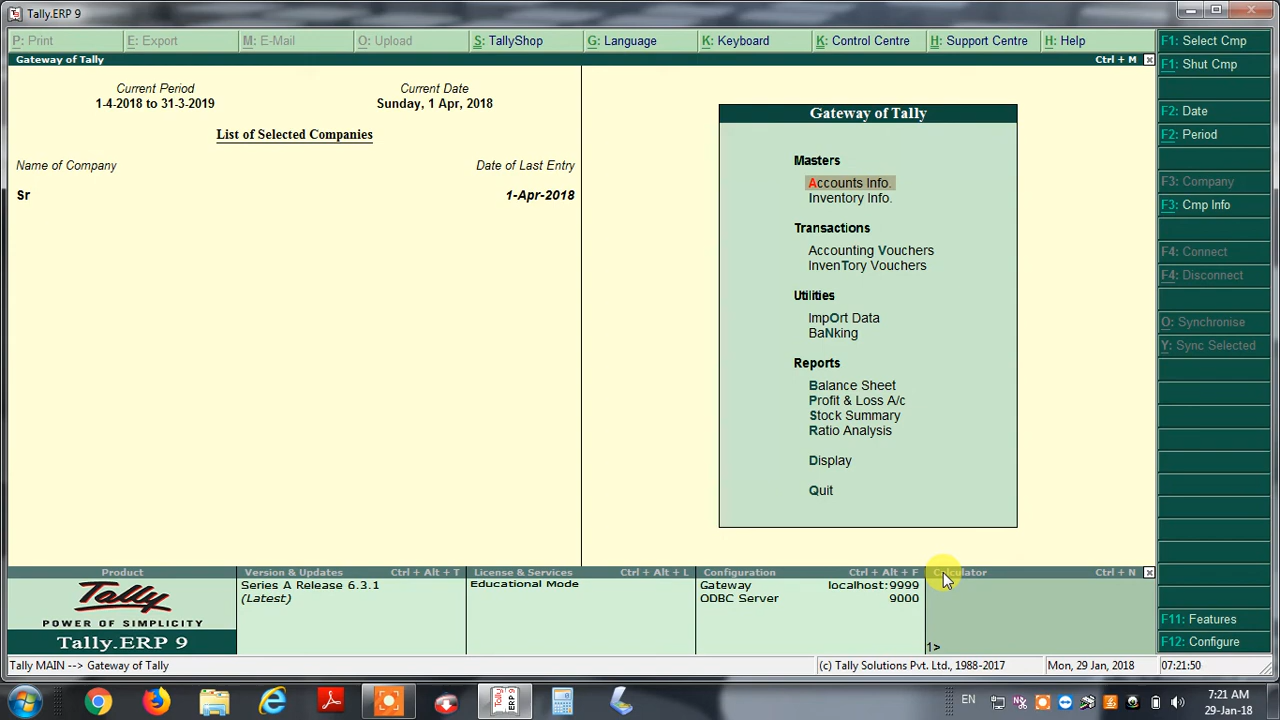 Tally.ERP 9
P: Print
E: Export
M: E-Mail
O: Upload
S: TallyShop
G: Language
K: Keyboard
K: Control Centre
H: Support Centre
H: Help
Gateway of Tally
Ctrl + M
Current Period
1-4-2018 to 31-3-2019
Current Date
Sunday, 1 Apr, 2018
List of Selected Companies
Name of Company
Date of Last Entry
Sr
1-Apr-2018
Gateway of Tally
Masters
Accounts Info.
Inventory Info.
Transactions
Accounting Vouchers
InvenTory Vouchers
Utilities
ImpOrt Data
BaNking
Reports
Balance Sheet
Profit & Loss A/c
Stock Summary
Ratio Analysis
Display
Quit
F1: Select Cmp
F1: Shut Cmp
F2: Date
F2: Period
F3: Company
F3: Cmp Info
F4: Connect
F4: Disconnect
O: Synchronise
Y: Sync Selected
F11: Features
F12: Configure
Product
Tally
POWER OF SIMPLICITY
Tally.ERP 9
Version & Updates
Ctrl + Alt + T
Series A Release 6.3.1
(Latest)
License & Services
Ctrl + Alt + L
Educational Mode
Configuration
Ctrl + Alt + F
Gateway
localhost:9999
ODBC Server
9000
Calculator
Ctrl + N
1>
Tally MAIN --> Gateway of Tally
(c) Tally Solutions Pvt. Ltd., 1988-2017
Mon, 29 Jan, 2018
07:21:50
EN
7:21 AM
29-Jan-18